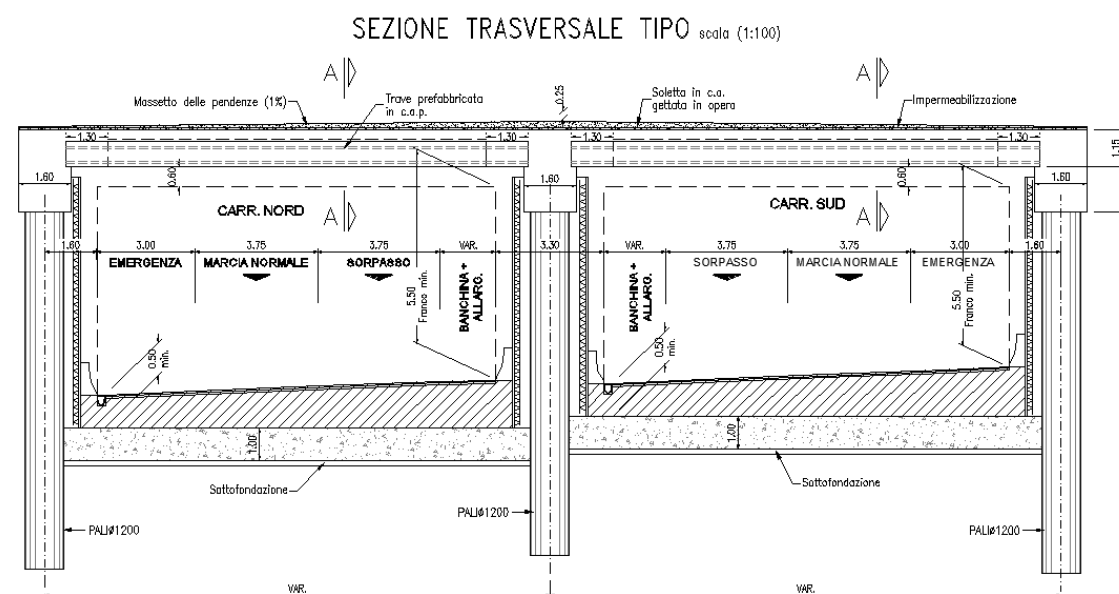 SEZIONE TRASVERSALE TIPO scala (1:100)
A A
Massetto delle pendenze (1%)
Trave prefabbricata
in c.a.p.
0.25
Soletta in c.a.
gettata in opera
Impermeabilizzazione
1.30 1.30 1.30 1.30
1.15
1.60 0.60 1.60 0.60 1.60
CARR. NORD A CARR. SUD A
1.60 3.00 3.75 3.75 VAR. 3.30 VAR. 3.75 3.75 3.00 1.60
EMERGENZA MARCIA NORMALE SORPASSO BANCHINA +
ALLARG.
BANCHINA +
ALLARG.
SORPASSO MARCIA NORMALE EMERGENZA
5.50
Franco min.
5.50
Franco min.
0.50
min.
0.50
min.
1.00 1.00
Sottofondazione Sottofondazione
PALIØ1200 PALIØ1200 PALIØ1200
VAR. VAR.